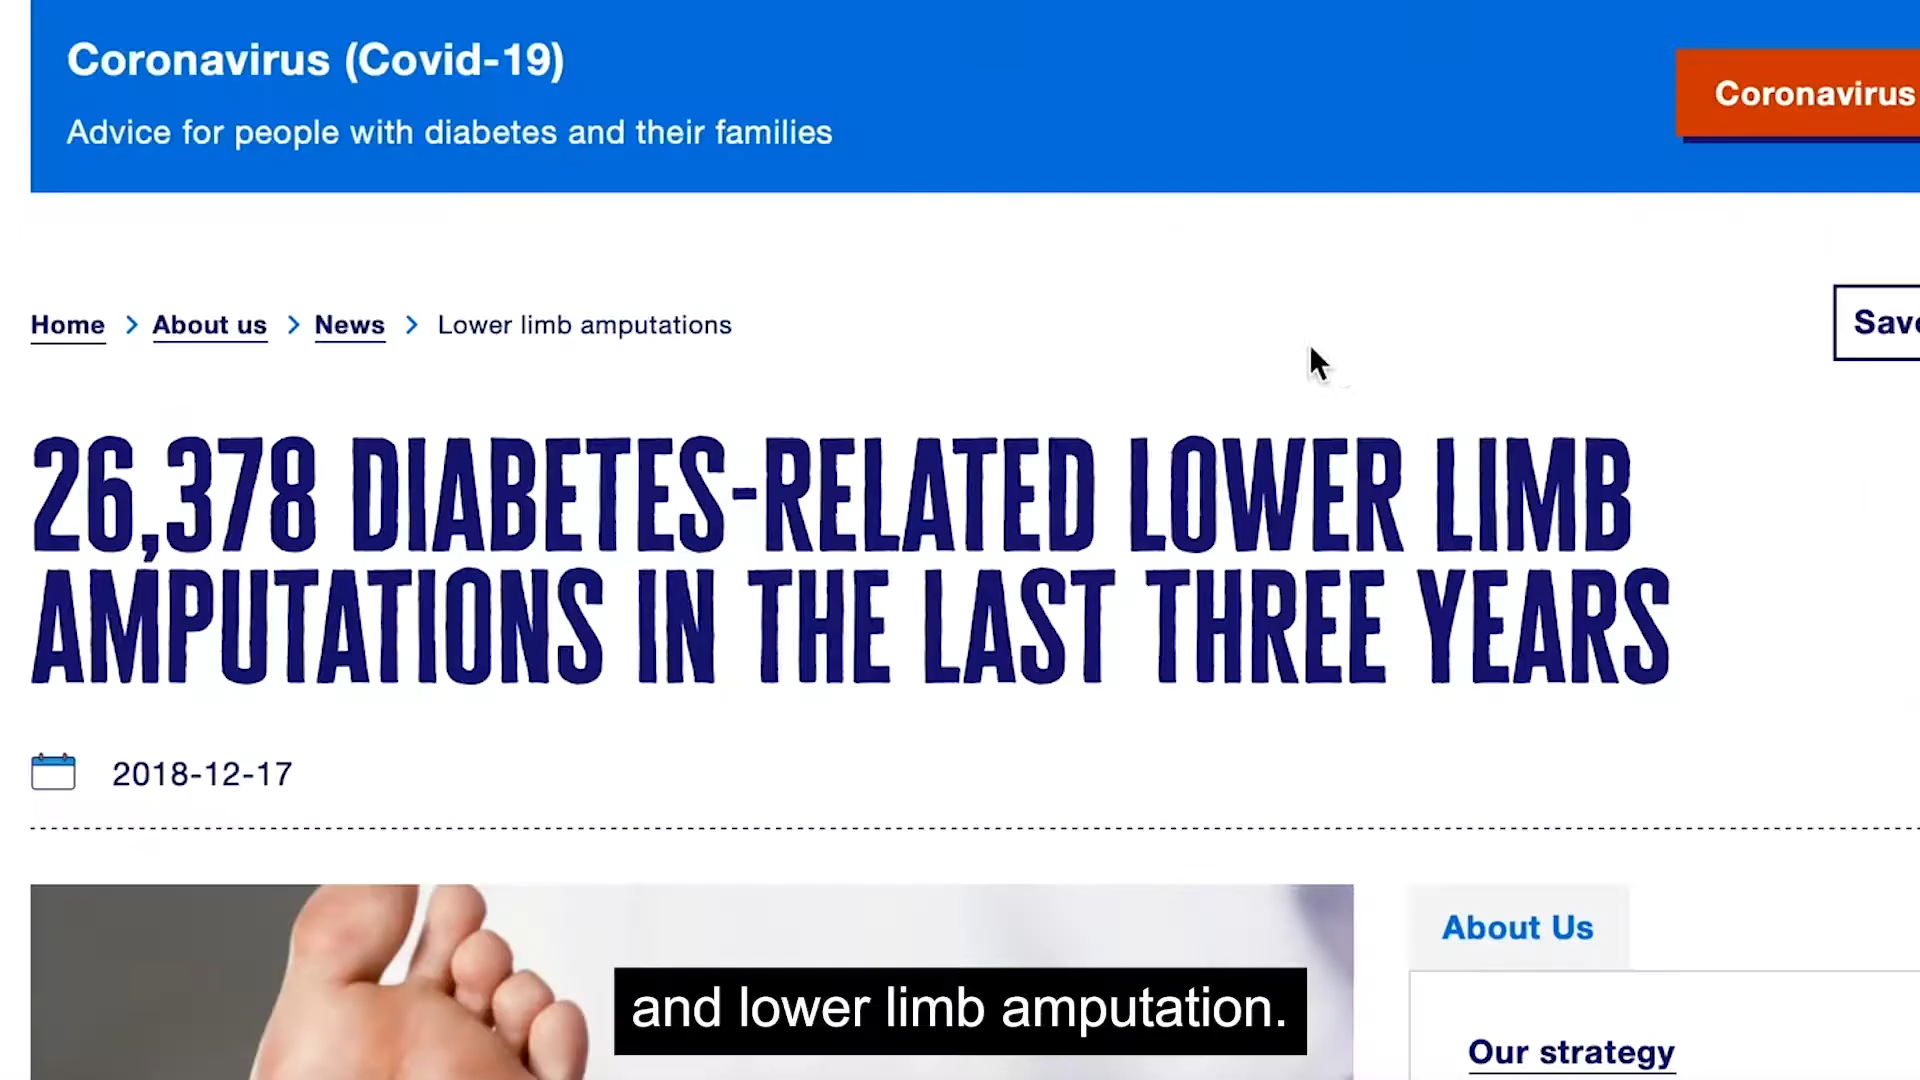 Coronavirus (Covid-19)
Advice for people with diabetes and their families
Coronavirus
Home > About us > News > Lower limb amputations
26,378 DIABETES-RELATED LOWER LIMB
AMPUTATIONS IN THE LAST THREE YEARS
2018-12-17
About Us
and lower limb amputation.
Our strategy